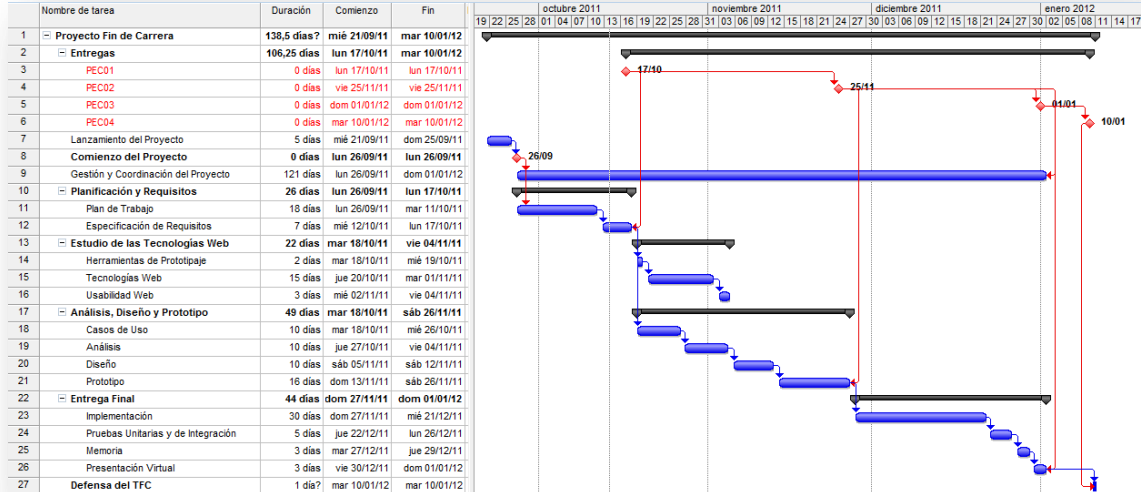 Nombre de tarea Duración Comienzo Fin octubre 2011 noviembre 2011 diciembre 2011 enero 2012
19 22 25 28 01 04 07 10 13 16 19 22 25 28 31 03 06 09 12 15 18 21 24 27 30 03 06 09 12 15 18 21 24 27 30 02 05 08 11 14 17
1 Proyecto Fin de Carrera 138,5 días? mié 21/09/11 mar 10/01/12
2 Entregas 106,25 días lun 17/10/11 mar 10/01/12
3 PEC01 0 días lun 17/10/11 lun 17/10/11 17/10
4 PEC02 0 días vie 25/11/11 vie 25/11/11 25/11
5 PEC03 0 días dom 01/01/12 dom 01/01/12 01/01
6 PEC04 0 días mar 10/01/12 mar 10/01/12 10/01
7 Lanzamiento del Proyecto 5 días mié 21/09/11 dom 25/09/11
8 Comienzo del Proyecto 0 días lun 26/09/11 lun 26/09/11 26/09
9 Gestión y Coordinación del Proyecto 121 días lun 26/09/11 dom 01/01/12
10 Planificación y Requisitos 26 días lun 26/09/11 lun 17/10/11
11 Plan de Trabajo 18 días lun 26/09/11 mar 11/10/11
12 Especificación de Requisitos 7 días mié 12/10/11 lun 17/10/11
13 Estudio de las Tecnologías Web 22 días mar 18/10/11 vie 04/11/11
14 Herramientas de Prototipaje 2 días mar 18/10/11 mié 19/10/11
15 Tecnologías Web 15 días jue 20/10/11 mar 01/11/11
16 Usabilidad Web 3 días mié 02/11/11 vie 04/11/11
17 Análisis, Diseño y Prototipo 49 días mar 18/10/11 sáb 26/11/11
18 Casos de Uso 10 días mar 18/10/11 mié 26/10/11
19 Análisis 10 días jue 27/10/11 vie 04/11/11
20 Diseño 10 días sáb 05/11/11 sáb 12/11/11
21 Prototipo 16 días dom 13/11/11 sáb 26/11/11
22 Entrega Final 44 días dom 27/11/11 dom 01/01/12
23 Implementación 30 días dom 27/11/11 mié 21/12/11
24 Pruebas Unitarias y de Integración 5 días jue 22/12/11 lun 26/12/11
25 Memoria 3 días mar 27/12/11 jue 29/12/11
26 Presentación Virtual 3 días vie 30/12/11 dom 01/01/12
27 Defensa del TFC 1 día? mar 10/01/12 mar 10/01/12